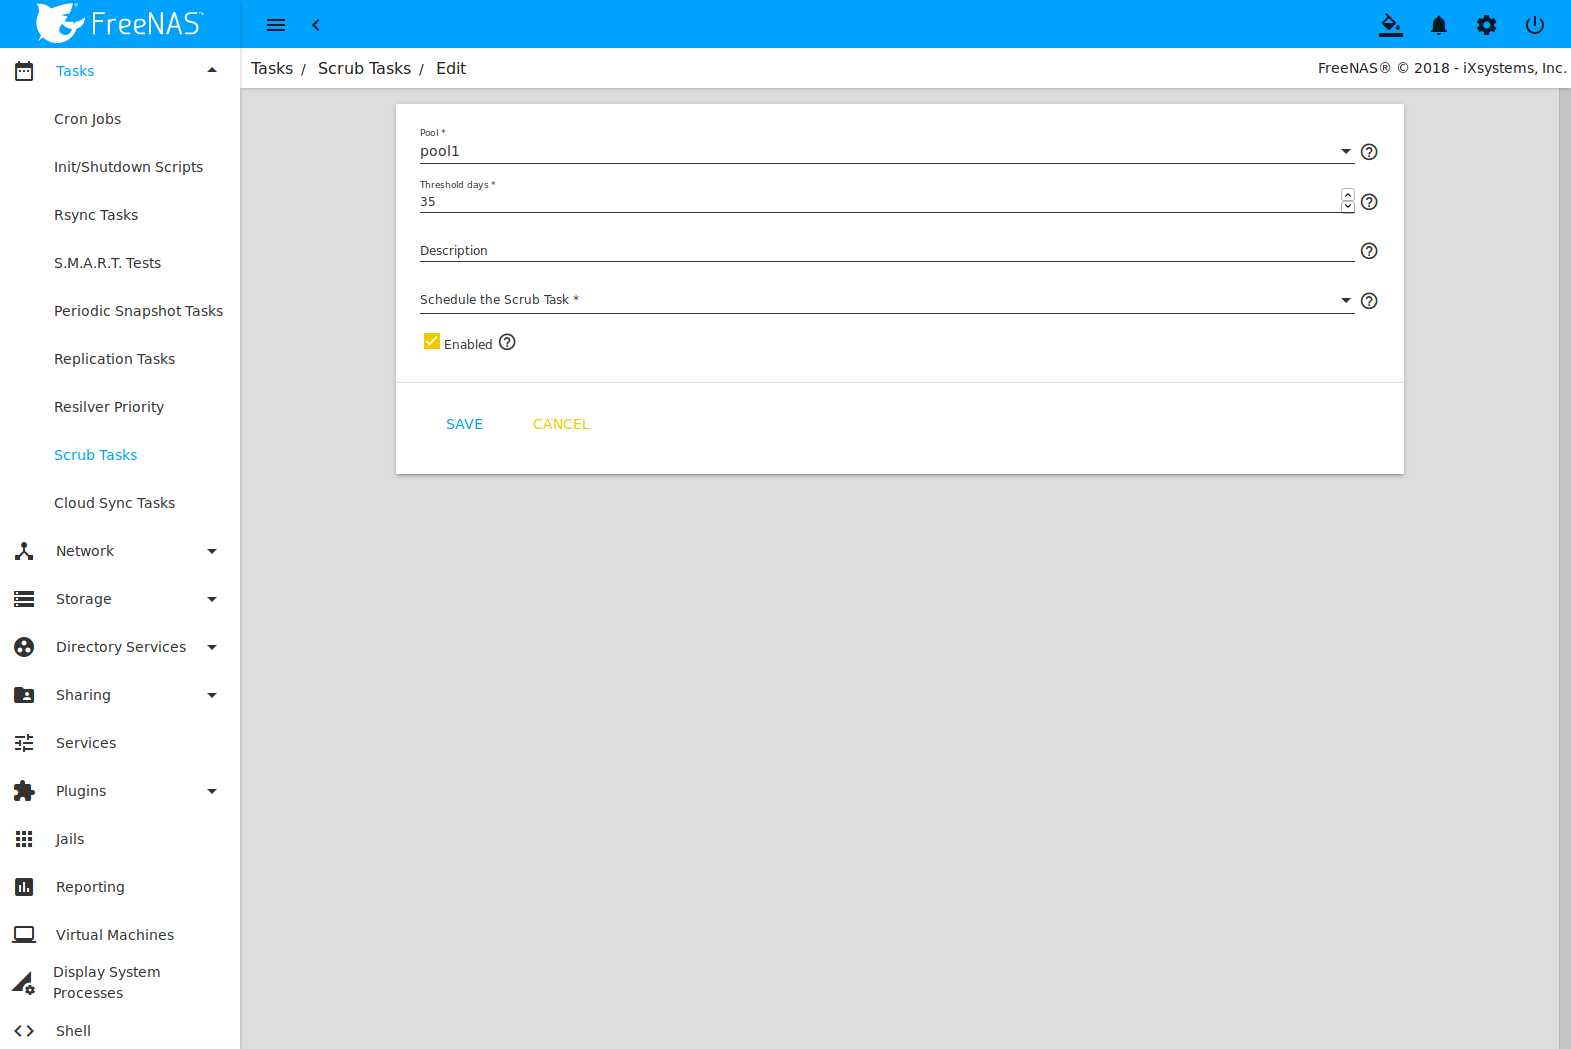 FreeNAS™
Tasks / Scrub Tasks / Edit
FreeNAS® © 2018 - iXsystems, Inc.
Tasks
Cron Jobs
Init/Shutdown Scripts
Rsync Tasks
S.M.A.R.T. Tests
Periodic Snapshot Tasks
Replication Tasks
Resilver Priority
Scrub Tasks
Cloud Sync Tasks
Network
Storage
Directory Services
Sharing
Services
Plugins
Jails
Reporting
Virtual Machines
Display System
Processes
Shell
Pool *
pool1
Threshold days *
35
Description
Schedule the Scrub Task *
Enabled
SAVE CANCEL